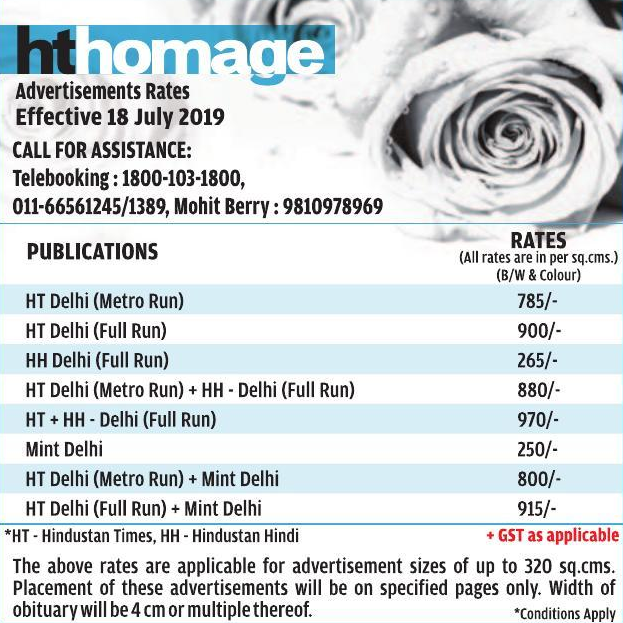 hthomage
Advertisements Rates
Effective 18 July 2019
CALL FOR ASSISTANCE:
Telebooking : 1800-103-1800,
011-66561245/1389, Mohit Berry : 9810978969
PUBLICATIONS
RATES
(All rates are in per sq.cms.)
(B/W & Colour)
HT Delhi (Metro Run) 785/-
HT Delhi (Full Run) 900/-
HH Delhi (Full Run) 265/-
HT Delhi (Metro Run) + HH - Delhi (Full Run) 880/-
HT + HH - Delhi (Full Run) 970/-
Mint Delhi 250/-
HT Delhi (Metro Run) + Mint Delhi 800/-
HT Delhi (Full Run) + Mint Delhi 915/-
*HT - Hindustan Times, HH - Hindustan Hindi + GST as applicable
The above rates are applicable for advertisement sizes of up to 320 sq.cms.
Placement of these advertisements will be on specified pages only. Width of
obituary will be 4 cm or multiple thereof. *Conditions Apply